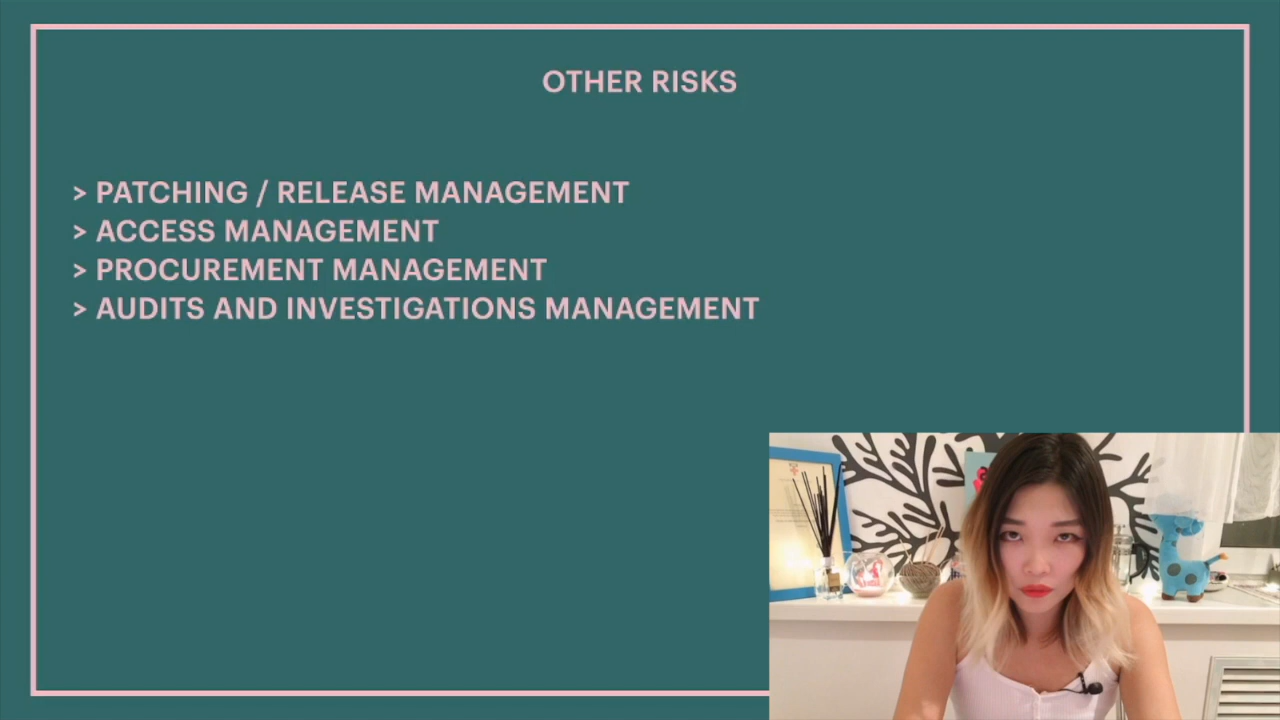 OTHER RISKS
> PATCHING / RELEASE MANAGEMENT
> ACCESS MANAGEMENT
> PROCUREMENT MANAGEMENT
> AUDITS AND INVESTIGATIONS MANAGEMENT